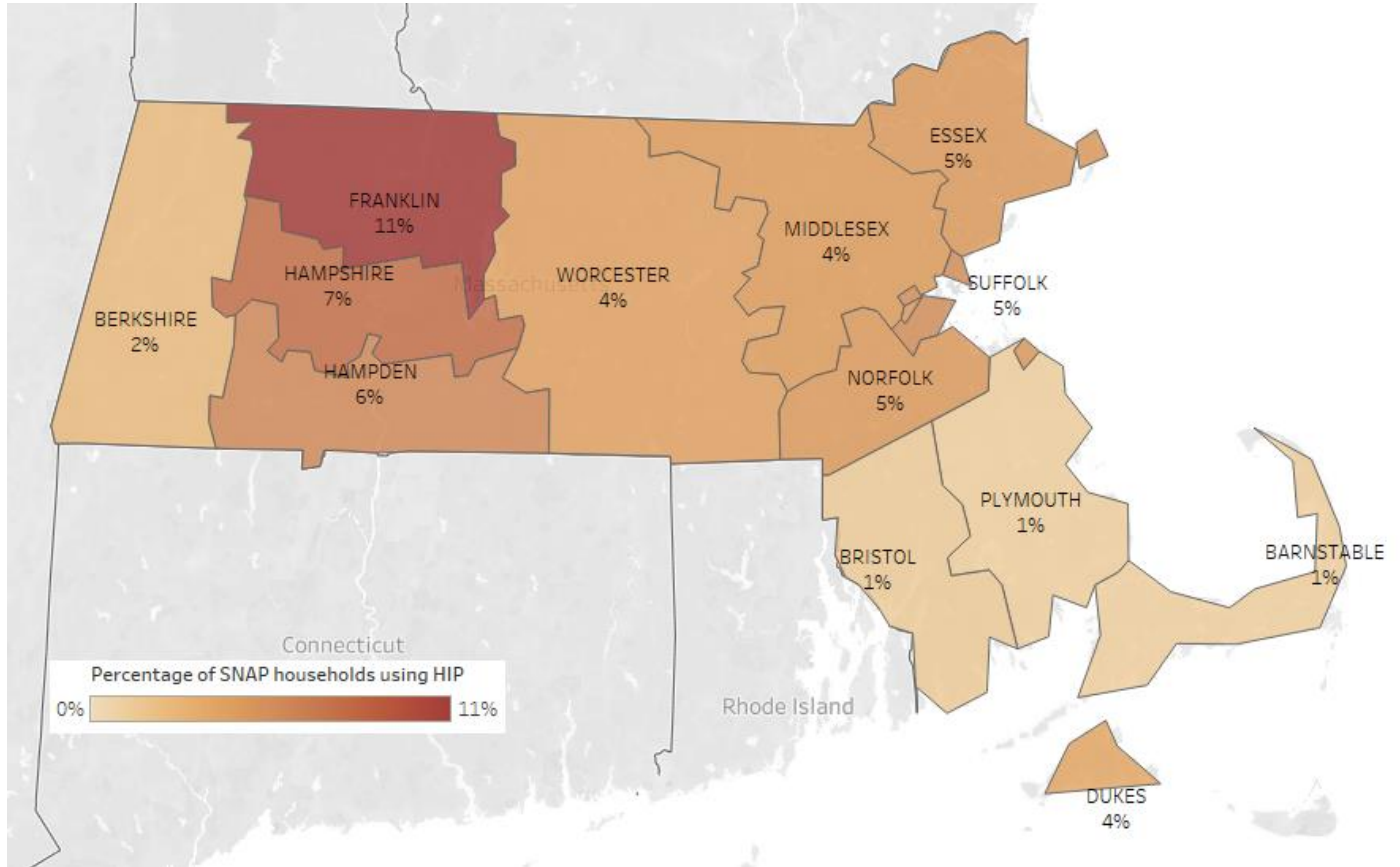 ESSEX
5%
FRANKLIN
11%
MIDDLESEX
4%
HAMPSHIRE
7%
Massachusetts
WORCESTER
4%
SUFFOLK
5%
BERKSHIRE
2%
HAMPDEN
6%
NORFOLK
5%
PLYMOUTH
1%
BRISTOL
1%
BARNSTABLE
1%
Connecticut
Percentage of SNAP households using HIP
0%
11%
Rhode Island
DUKES
4%